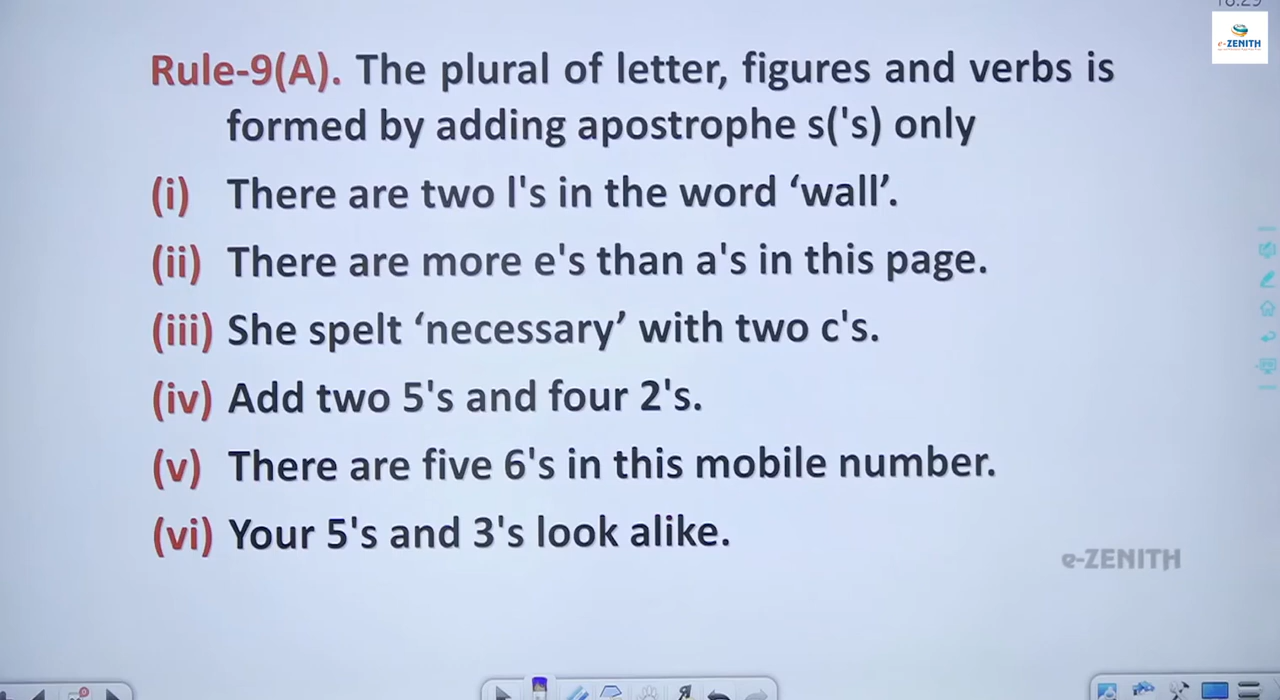 18:29
e-ZENITH
Rule-9(A). The plural of letter, figures and verbs is
formed by adding apostrophe s('s) only
(i) There are two l's in the word ‘wall’.
(ii) There are more e's than a's in this page.
(iii) She spelt ‘necessary’ with two c's.
(iv) Add two 5's and four 2's.
(v) There are five 6's in this mobile number.
(vi) Your 5's and 3's look alike.
e-ZENITH